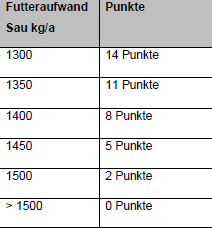 Futteraufwand Punkte
Sau kg/a
1300 14 Punkte
1350 11 Punkte
1400 8 Punkte
1450 5 Punkte
1500 2 Punkte
> 1500 0 Punkte